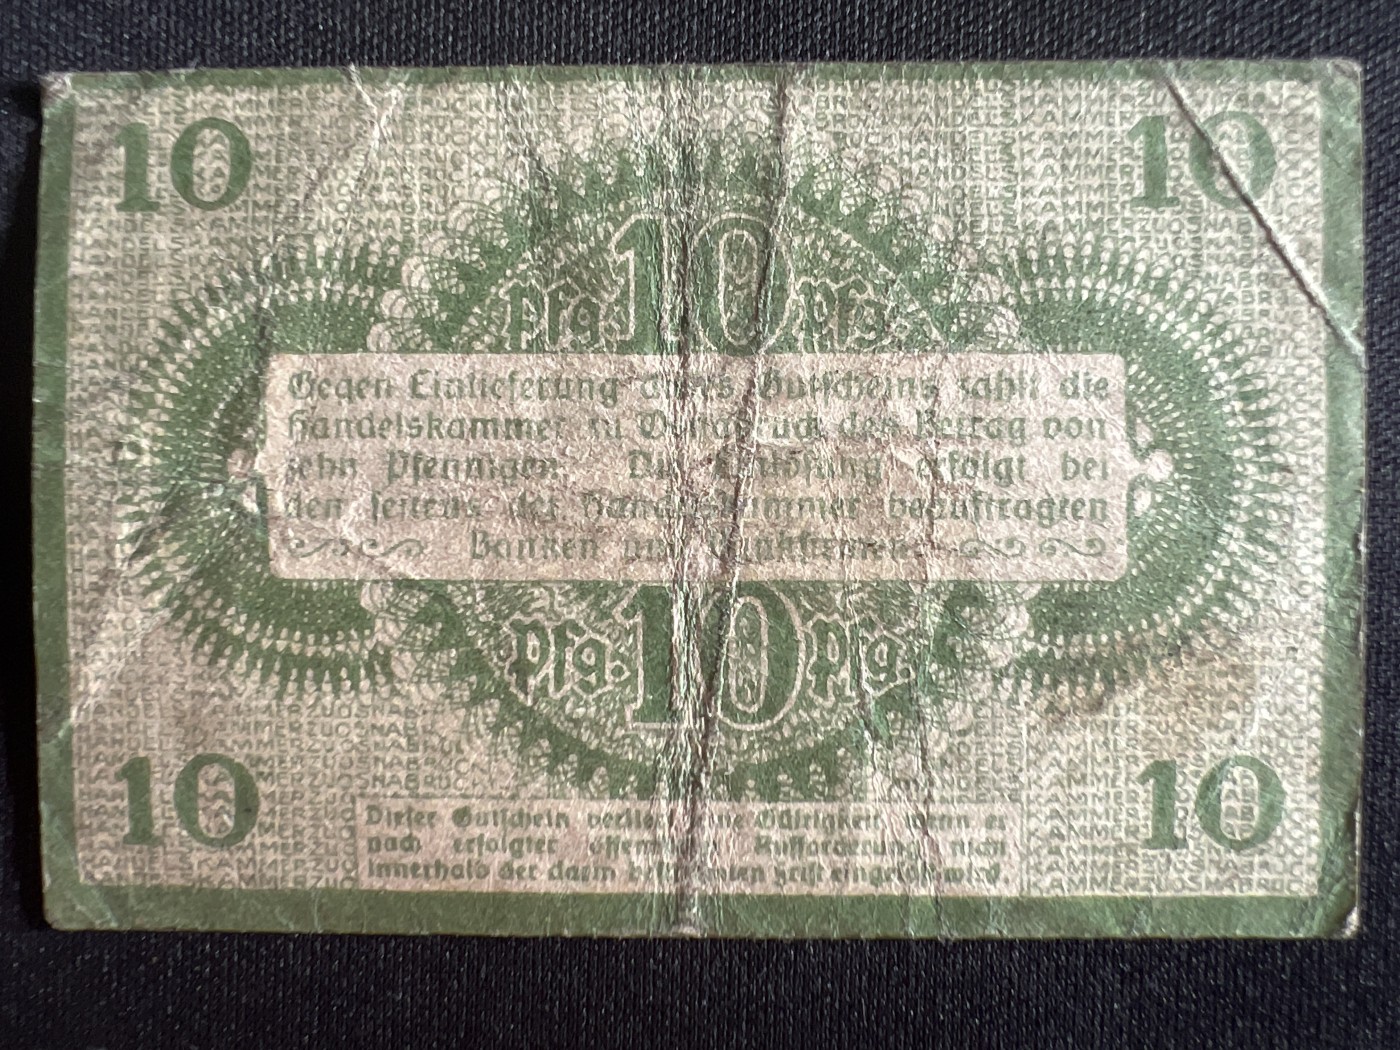 10 10
10
Pfg. Pfg.
Gegen Einlieferung dieses Gutscheins zahlt die
Handelskammer zu Osnabrück den Betrag von
zehn Pfennigen. Die Einlösung erfolgt bei
den seitens der Handelskammer beauftragten
Banken und Bankfirmen.
Pfg. 10 Pfg.
10 10
Dieser Gutschein verliert seine Gültigkeit, wenn er
nach erfolgter öffentlicher Aufforderung nicht
innerhalb der darin bestimmten Frist eingelöst wird.